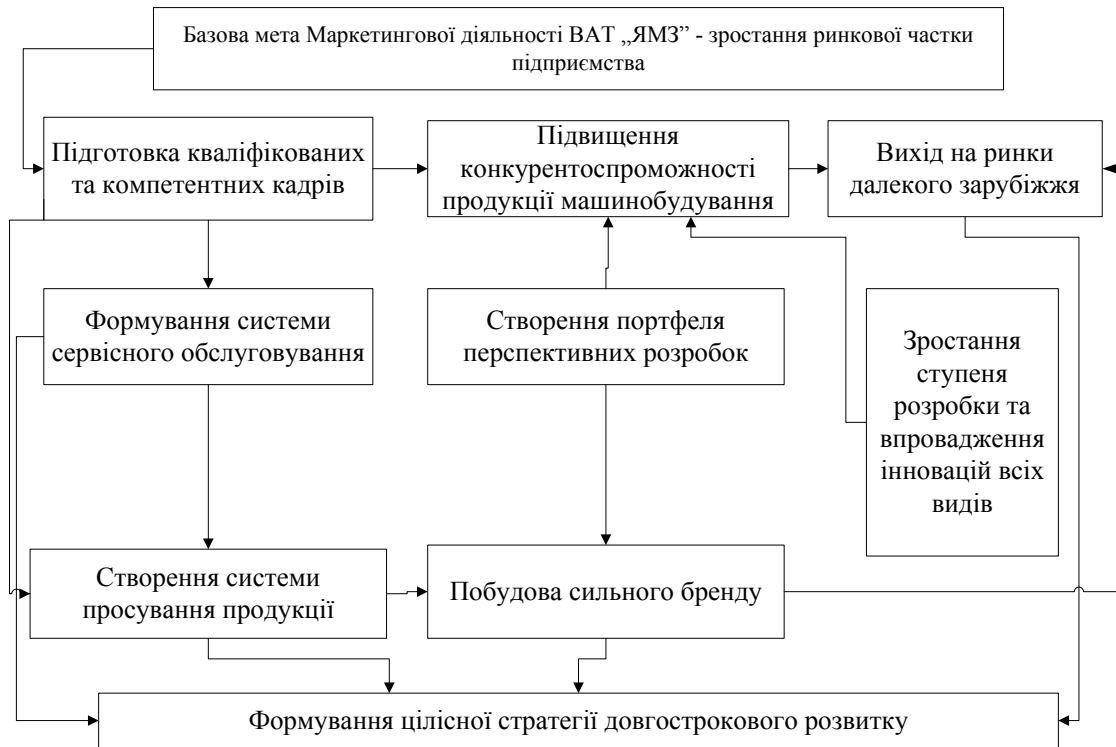 Базова мета Маркетингової діяльності ВАТ „ЯМЗ” - зростання ринкової частки
підприємства
Підготовка кваліфікованих
та компетентних кадрів
Підвищення
конкурентоспроможності
продукції машинобудування
Вихід на ринки
далекого зарубіжжя
Формування системи
сервісного обслуговування
Створення портфеля
перспективних розробок
Зростання
ступеня
розробки та
впровадження
інновацій всіх
видів
Створення системи
просування продукції
Побудова сильного бренду
Формування цілісної стратегії довгострокового розвитку